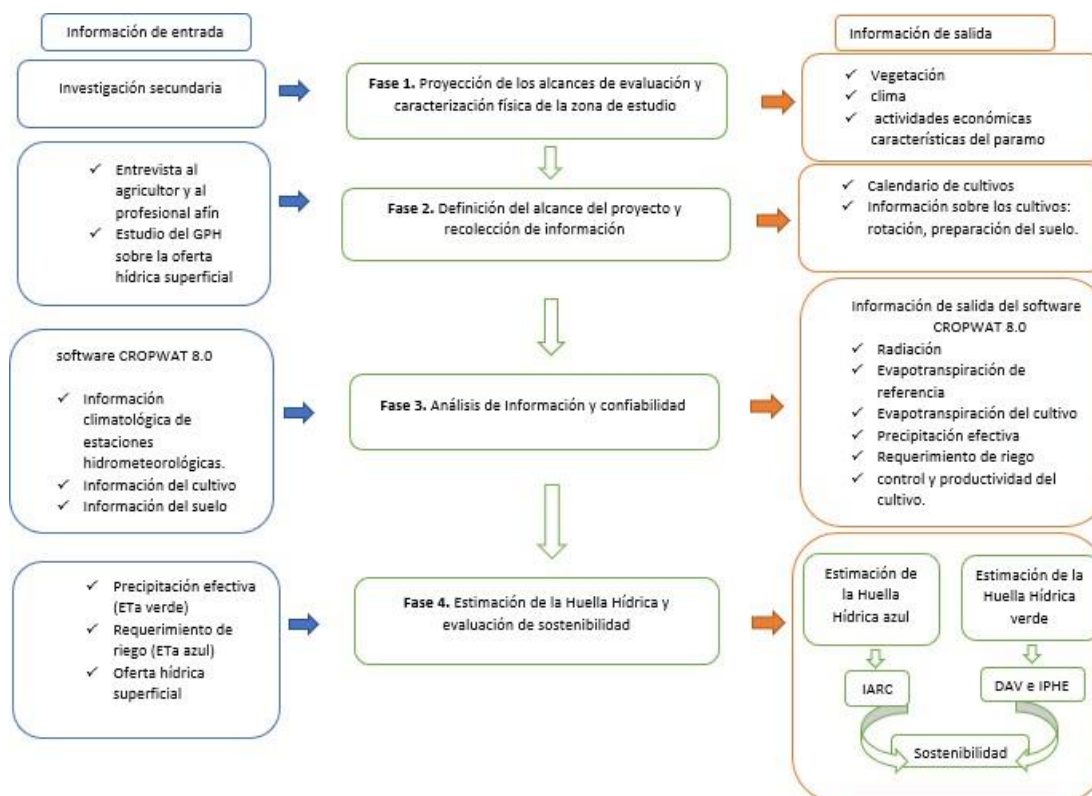 Información de entrada
Información de salida
Investigación secundaria
Fase 1. Proyección de los alcances de evaluación y
caracterización física de la zona de estudio
✓ Vegetación
✓ clima
✓ actividades económicas
características del paramo
✓ Entrevista al
agricultor y al
profesional afín
✓ Estudio del GPH
sobre la oferta
hídrica superficial
Fase 2. Definición del alcance del proyecto y
recolección de información
✓ Calendario de cultivos
✓ Información sobre los cultivos:
rotación, preparación del suelo.
software CROPWAT 8.0
✓ Información
climatológica de
estaciones
hidrometeorológicas.
✓ Información del cultivo
✓ Información del suelo
Fase 3. Análisis de Información y confiabilidad
Información de salida del software
CROPWAT 8.0
✓ Radiación
✓ Evapotranspiración de
referencia
✓ Evapotranspiración del cultivo
✓ Precipitación efectiva
✓ Requerimiento de riego
✓ control y productividad del
cultivo.
✓ Precipitación efectiva
(ETa verde)
✓ Requerimiento de
riego (ETa azul)
✓ Oferta hídrica
superficial
Fase 4. Estimación de la Huella Hídrica y
evaluación de sostenibilidad
Estimación de
la Huella
Hídrica azul
Estimación de la
Huella Hídrica
verde
IARC
DAV e IPHE
Sostenibilidad